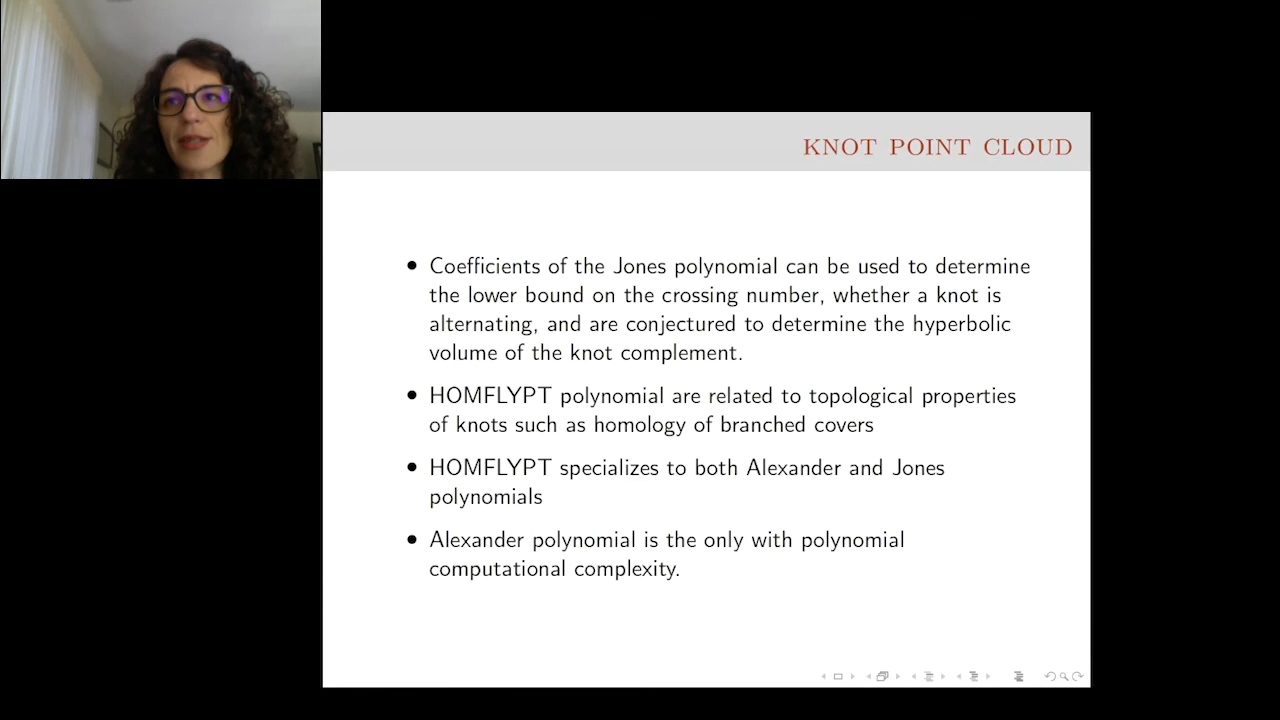 KNOT POINT CLOUD
• Coefficients of the Jones polynomial can be used to determine
the lower bound on the crossing number, whether a knot is
alternating, and are conjectured to determine the hyperbolic
volume of the knot complement.
• HOMFLYPT polynomial are related to topological properties
of knots such as homology of branched covers
• HOMFLYPT specializes to both Alexander and Jones
polynomials
• Alexander polynomial is the only with polynomial
computational complexity.